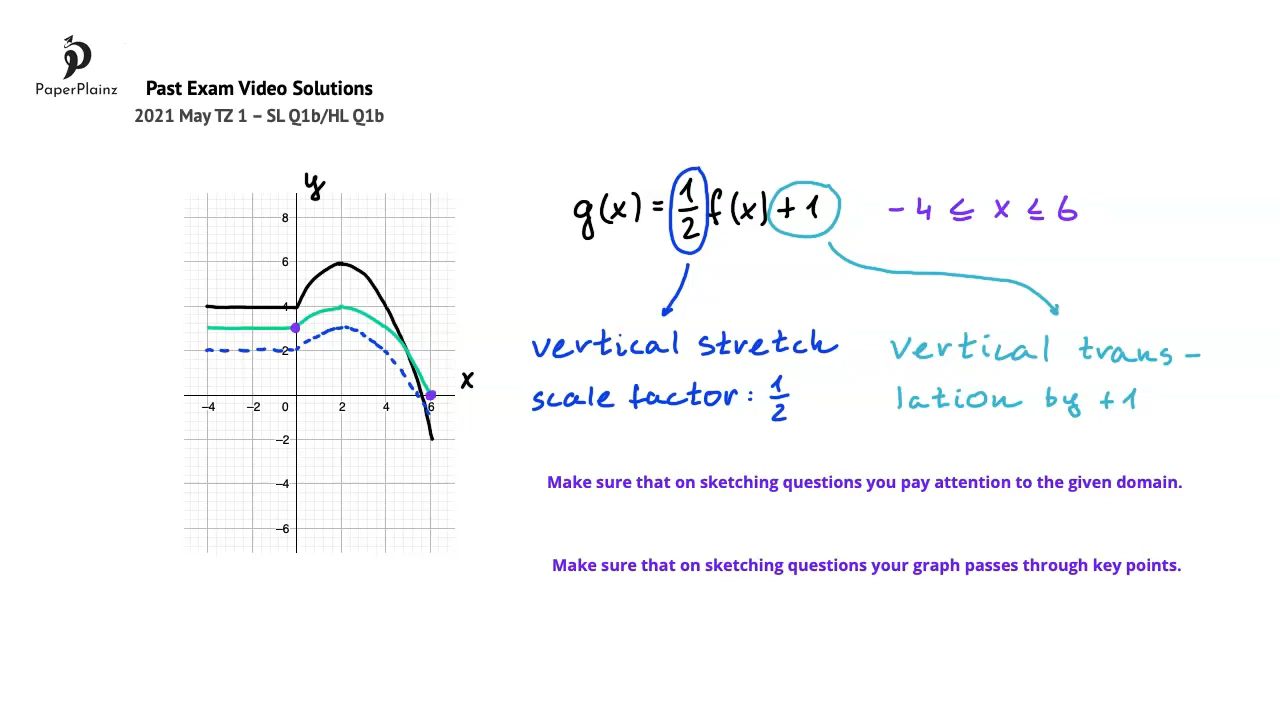 PaperPlainz
Past Exam Video Solutions
2021 May TZ 1 – SL Q1b/HL Q1b
y
8
6
4
2
–4 –2 0 2 4 6
x
–2
–4
–6
g(x) = 1/2 f(x) + 1 - 4 ≤ x ≤ 6
vertical stretch
scale factor: 1/2
vertical trans -
lation by +1
Make sure that on sketching questions you pay attention to the given domain.
Make sure that on sketching questions your graph passes through key points.